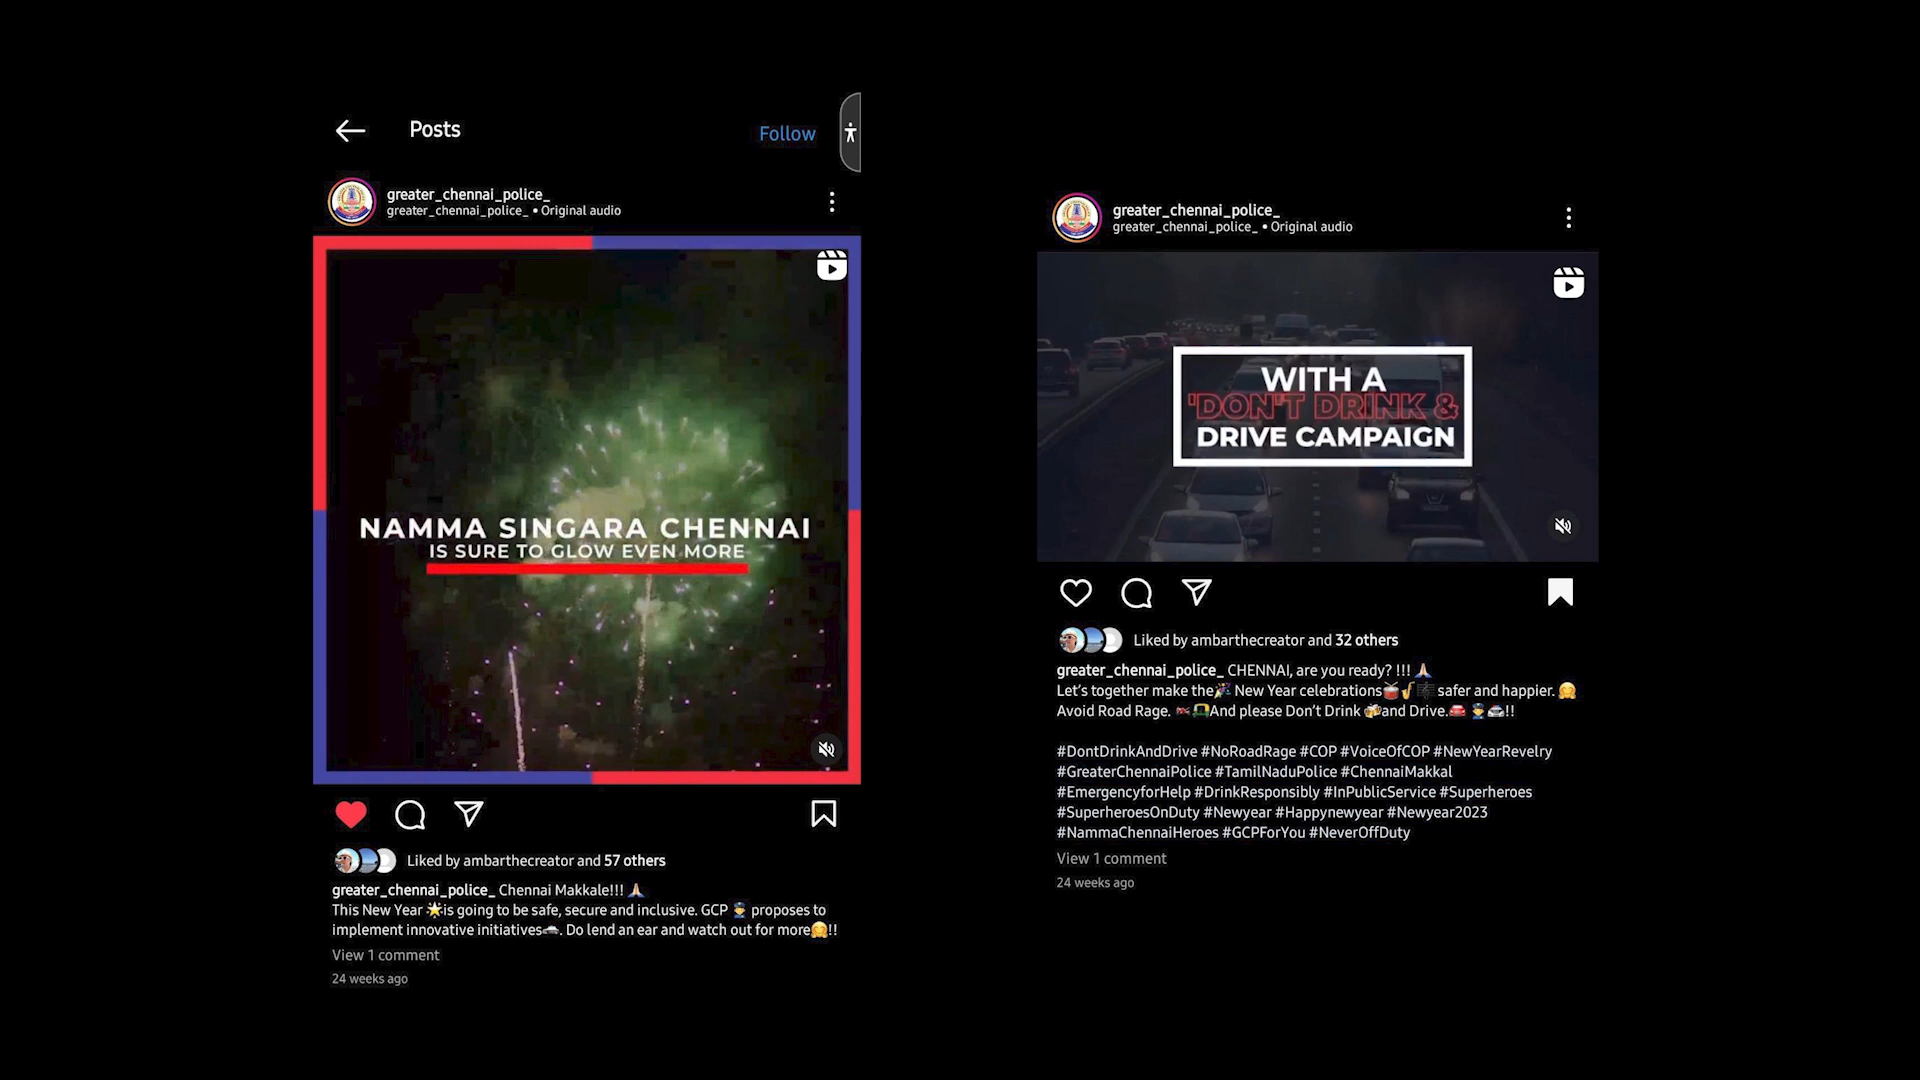 Posts
Follow
greater_chennai_police_
greater_chennai_police_ • Original audio
NAMMA SINGARA CHENNAI
IS SURE TO GLOW EVEN MORE
Liked by ambarthecreator and 57 others
greater_chennai_police_ Chennai Makkale!!! 🙏
This New Year 🌟is going to be safe, secure and inclusive. GCP 👮 proposes to
implement innovative initiatives🚓. Do lend an ear and watch out for more🤗!!
View 1 comment
24 weeks ago
greater_chennai_police_
greater_chennai_police_ • Original audio
WITH A
'DON'T DRINK &
DRIVE CAMPAIGN
Liked by ambarthecreator and 32 others
greater_chennai_police_ CHENNAI, are you ready? !!! 🙏
Let's together make the🎉 New Year celebrations🥁🎷🎼 safer and happier. 🤗
Avoid Road Rage. 🛤🛺And please Don't Drink 🍻and Drive.🚘 👮🚔!!
#DontDrinkAndDrive #NoRoadRage #COP #VoiceOfCOP #NewYearRevelry
#GreaterChennaiPolice #TamilNaduPolice #ChennaiMakkal
#EmergencyforHelp #DrinkResponsibly #InPublicService #Superheroes
#SuperheroesOnDuty #Newyear #Happynewyear #Newyear2023
#NammaChennaiHeroes #GCPForYou #NeverOffDuty
View 1 comment
24 weeks ago